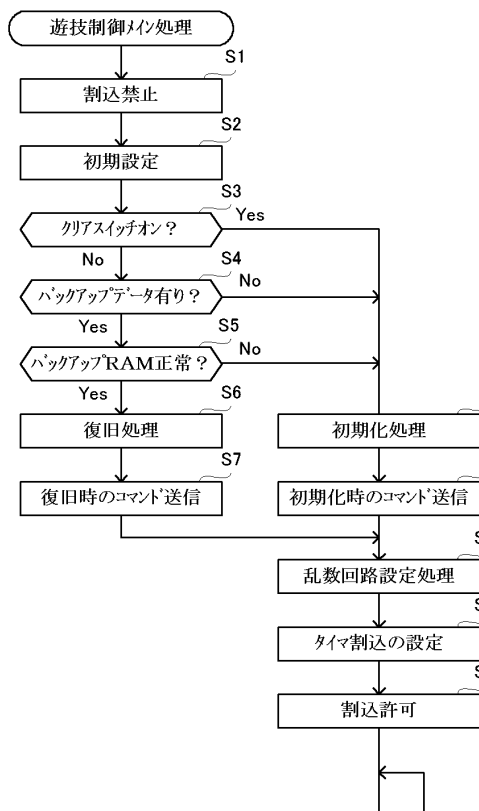 遊技制御ﾒｲﾝ処理
S1
割込禁止
S2
初期設定
S3
ｸﾘｱｽｲｯﾁｵﾝ？
Yes
No
S4
ﾊﾞｯｸｱｯﾌﾟﾃﾞｰﾀ有り？
No
Yes
S5
ﾊﾞｯｸｱｯﾌﾟRAM正常？
No
Yes
S6
復旧処理
初期化処理
S7
復旧時のｺﾏﾝﾄﾞ送信
初期化時のｺﾏﾝﾄﾞ送信
S
乱数回路設定処理
S
ﾀｲﾏ割込の設定
S
割込許可